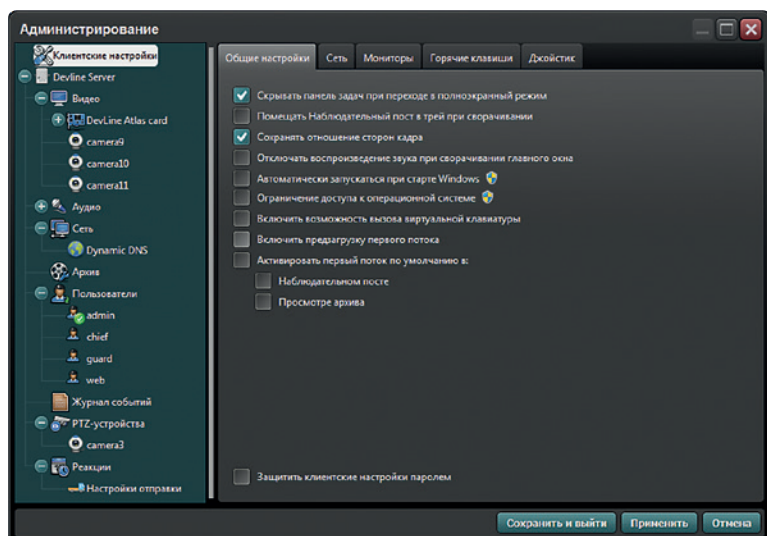 Администрирование
Клиентские настройки
Devline Server
Видео
DevLine Atlas card
camera9
camera10
camera11
Аудио
Сеть
Dynamic DNS
Архив
Пользователи
admin
chief
guard
web
Журнал событий
PTZ-устройства
camera3
Реакции
Настройки отправки
Общие настройки Сеть Мониторы Горячие клавиши Джойстик
Скрывать панель задач при переходе в полноэкранный режим
Помещать Наблюдательный пост в трей при сворачивании
Сохранять отношение сторон кадра
Отключать воспроизведение звука при сворачивании главного окна
Автоматически запускаться при старте Windows
Ограничение доступа к операционной системе
Включить возможность вызова виртуальной клавиатуры
Включить предзагрузку первого потока
Активировать первый поток по умолчанию в:
Наблюдательном посте
Просмотре архива
Защитить клиентские настройки паролем
Сохранить и выйти Применить Отмена